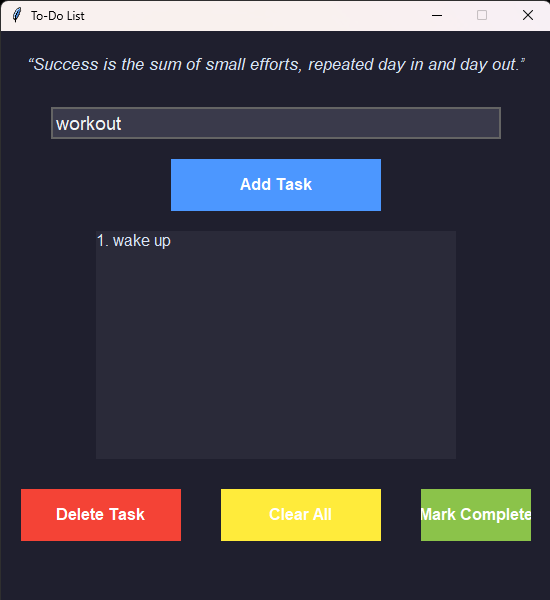 To-Do List
“Success is the sum of small efforts, repeated day in and day out.”
workout
Add Task
1. wake up
Delete Task
Clear All
Mark Complete